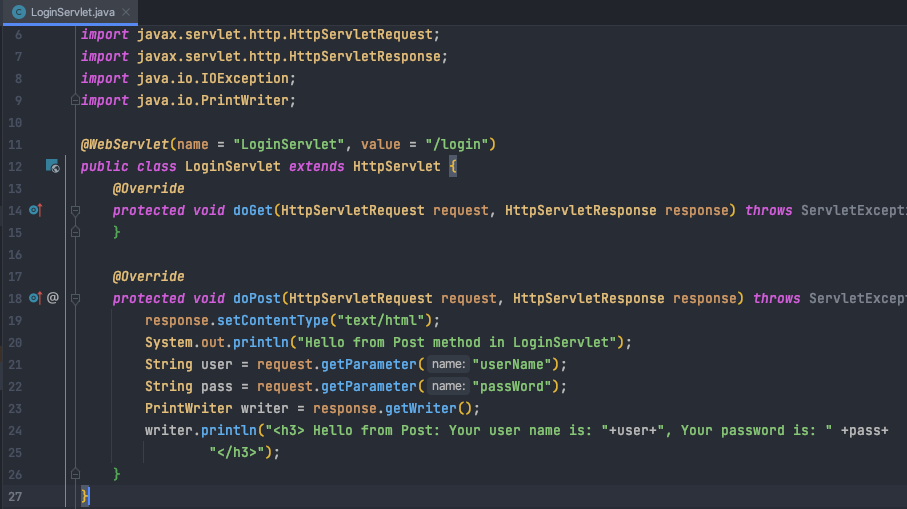 LoginServlet.java
6 import javax.servlet.http.HttpServletRequest;
7 import javax.servlet.http.HttpServletResponse;
8 import java.io.IOException;
9 import java.io.PrintWriter;
10
11 @WebServlet(name = "LoginServlet", value = "/login")
12 public class LoginServlet extends HttpServlet {
13 @Override
14 protected void doGet(HttpServletRequest request, HttpServletResponse response) throws ServletExcepti
15 }
16
17 @Override
18 @ protected void doPost(HttpServletRequest request, HttpServletResponse response) throws ServletExcept
19 response.setContentType("text/html");
20 System.out.println("Hello from Post method in LoginServlet");
21 String user = request.getParameter( name: "userName");
22 String pass = request.getParameter( name: "passWord");
23 PrintWriter writer = response.getWriter();
24 writer.println("<h3> Hello from Post: Your user name is: "+user+", Your password is: " +pass+
25 "</h3>");
26 }
27 }